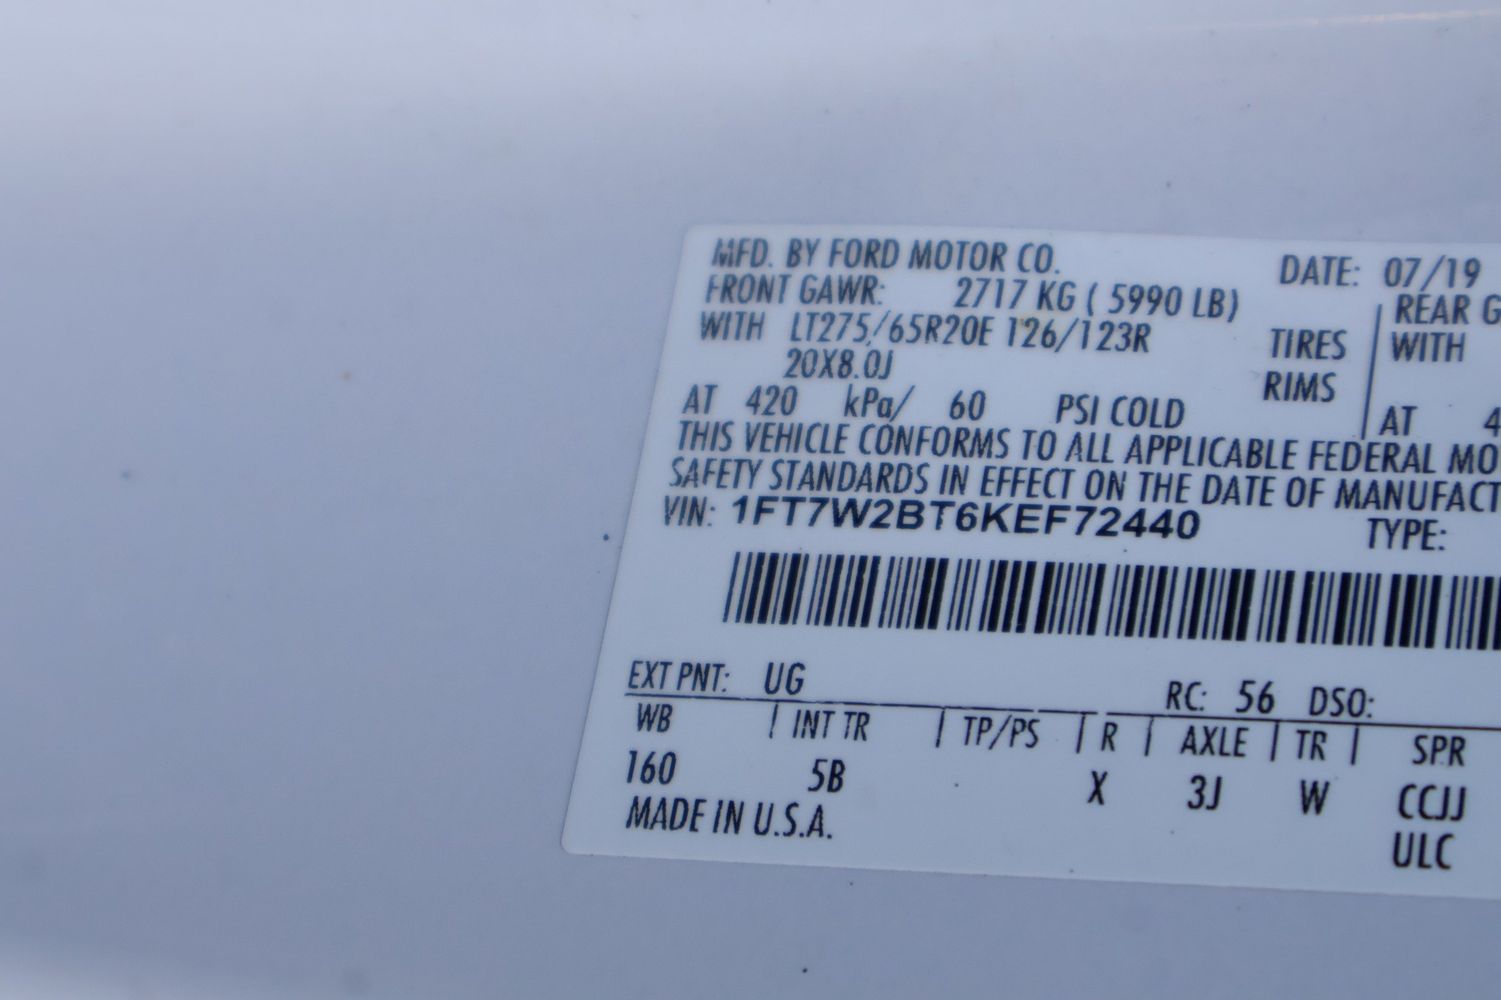 MFD. BY FORD MOTOR CO. DATE: 07/19
FRONT GAWR: 2717 KG ( 5990 LB) REAR G
WITH LT275/65R20E 126/123R TIRES WITH
20X8.0J RIMS
AT 420 kPa/ 60 PSI COLD AT 4
THIS VEHICLE CONFORMS TO ALL APPLICABLE FEDERAL MO
SAFETY STANDARDS IN EFFECT ON THE DATE OF MANUFACT
VIN: 1FT7W2BT6KEF72440 TYPE:
EXT PNT: UG RC: 56 DSO:
WB | INT TR | TP/PS | R | AXLE | TR | SPR
160 5B X 3J W CCJJ
MADE IN U.S.A. ULC